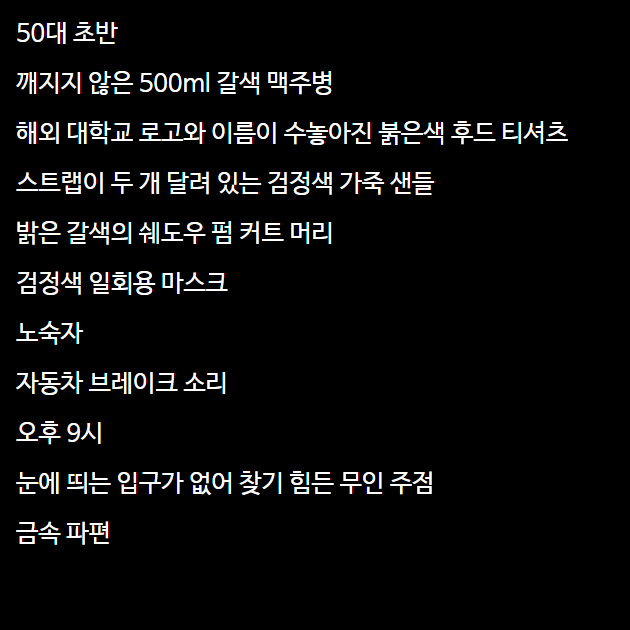 50대 초반
깨지지 않은 500ml 갈색 맥주병
해외 대학교 로고와 이름이 수놓아진 붉은색 후드 티셔츠
스트랩이 두 개 달려 있는 검정색 가죽 샌들
밝은 갈색의 쉐도우 펌 커트 머리
검정색 일회용 마스크
노숙자
자동차 브레이크 소리
오후 9시
눈에 띄는 입구가 없어 찾기 힘든 무인 주점
금속 파편